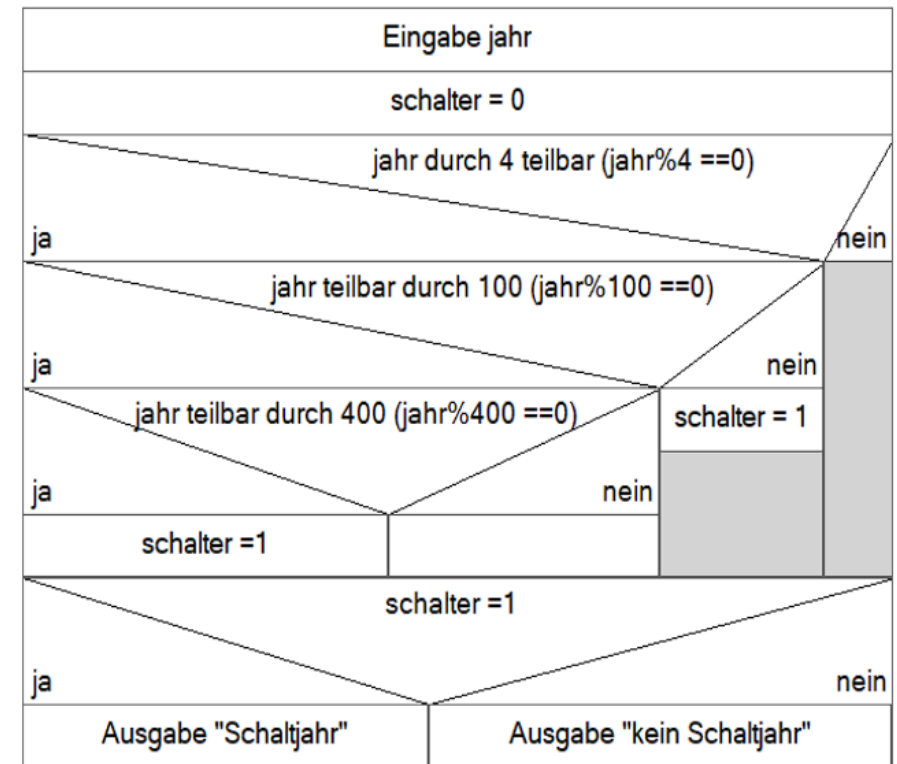 Eingabe jahr
schalter = 0
jahr durch 4 teilbar (jahr%4 ==0)
ja
nein
jahr teilbar durch 100 (jahr%100 ==0)
ja
nein
jahr teilbar durch 400 (jahr%400 ==0)
schalter = 1
ja
nein
schalter =1
schalter =1
ja
nein
Ausgabe "Schaltjahr"
Ausgabe "kein Schaltjahr"